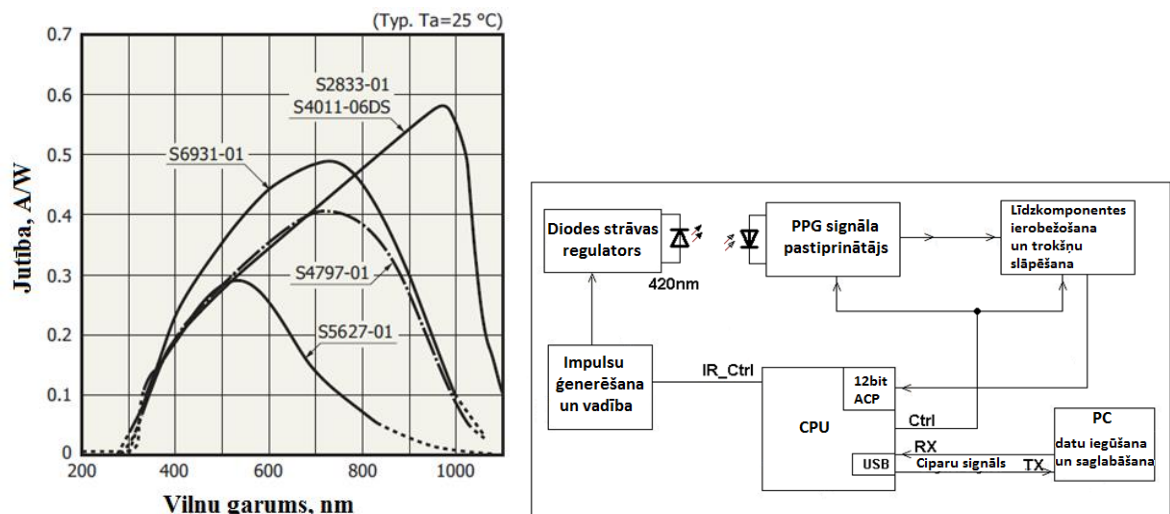 (Typ. Ta=25 °C)
0.7
0.6
0.5
0.4
0.3
0.2
0.1
0
Jutība, A/W
S2833-01
S4011-06DS
S6931-01
S4797-01
S5627-01
200
400
600
800
1000
Vilnu garums, nm
Diodes strāvas
regulators
420nm
PPG signāla
pastiprinātājs
Līdzkomponentes
ierobežošana
un trokšņu
slāpēšana
Impulsu
ģenerēšana
un vadība
IR_Ctrl
12bit
ACP
CPU
Ctrl
RX
USB
Ciparu signāls
TX
PC
datu iegūšana
un saglabāšana